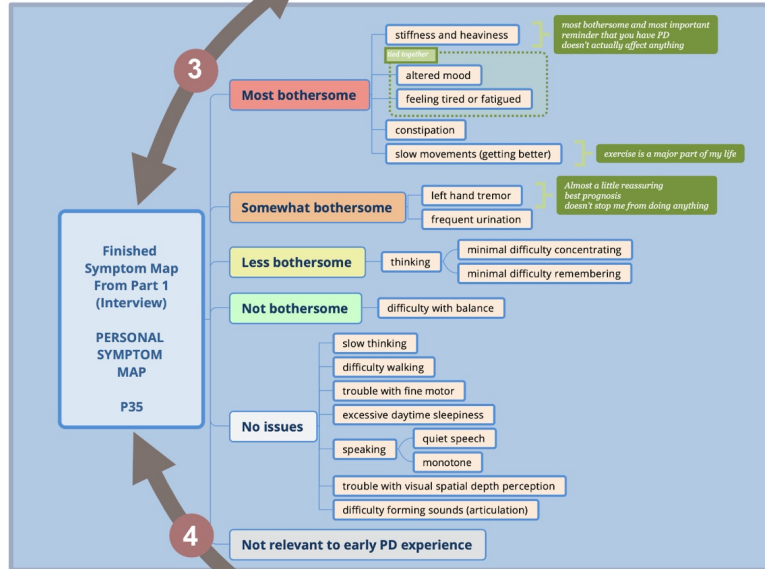 3
Most bothersome
stiffness and heaviness
most bothersome and most important
reminder that you have PD
doesn't actually affect anything
tied together
altered mood
feeling tired or fatigued
constipation
slow movements (getting better)
exercise is a major part of my life
Finished
Symptom Map
From Part 1
(Interview)
PERSONAL
SYMPTOM
MAP
P35
Somewhat bothersome
left hand tremor
frequent urination
Almost a little reassuring
best prognosis
doesn't stop me from doing anything
Less bothersome
thinking
minimal difficulty concentrating
minimal difficulty remembering
Not bothersome
difficulty with balance
No issues
slow thinking
difficulty walking
trouble with fine motor
excessive daytime sleepiness
speaking
quiet speech
monotone
trouble with visual spatial depth perception
difficulty forming sounds (articulation)
4
Not relevant to early PD experience